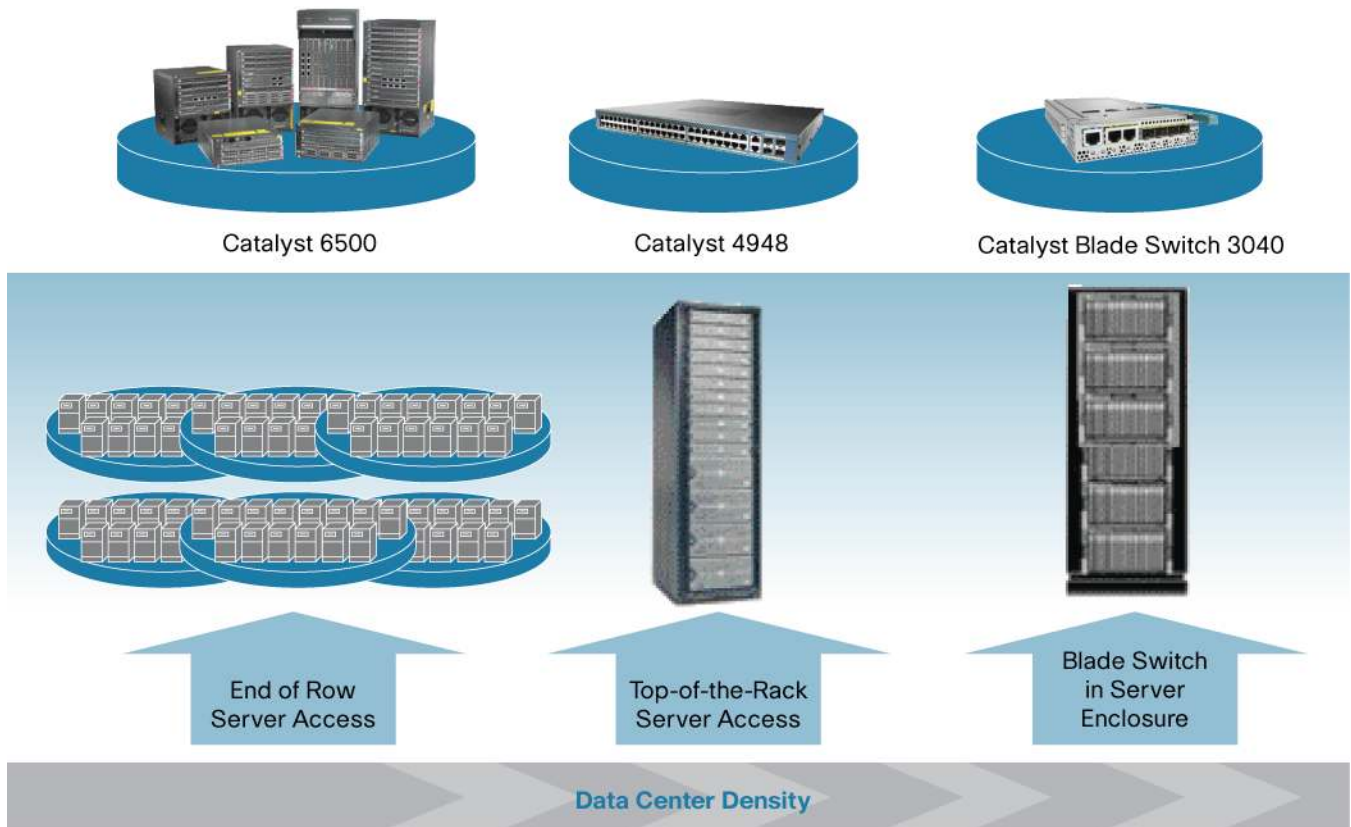 Catalyst 6500
Catalyst 4948
Catalyst Blade Switch 3040
End of Row
Server Access
Top-of-the-Rack
Server Access
Blade Switch
in Server
Enclosure
Data Center Density